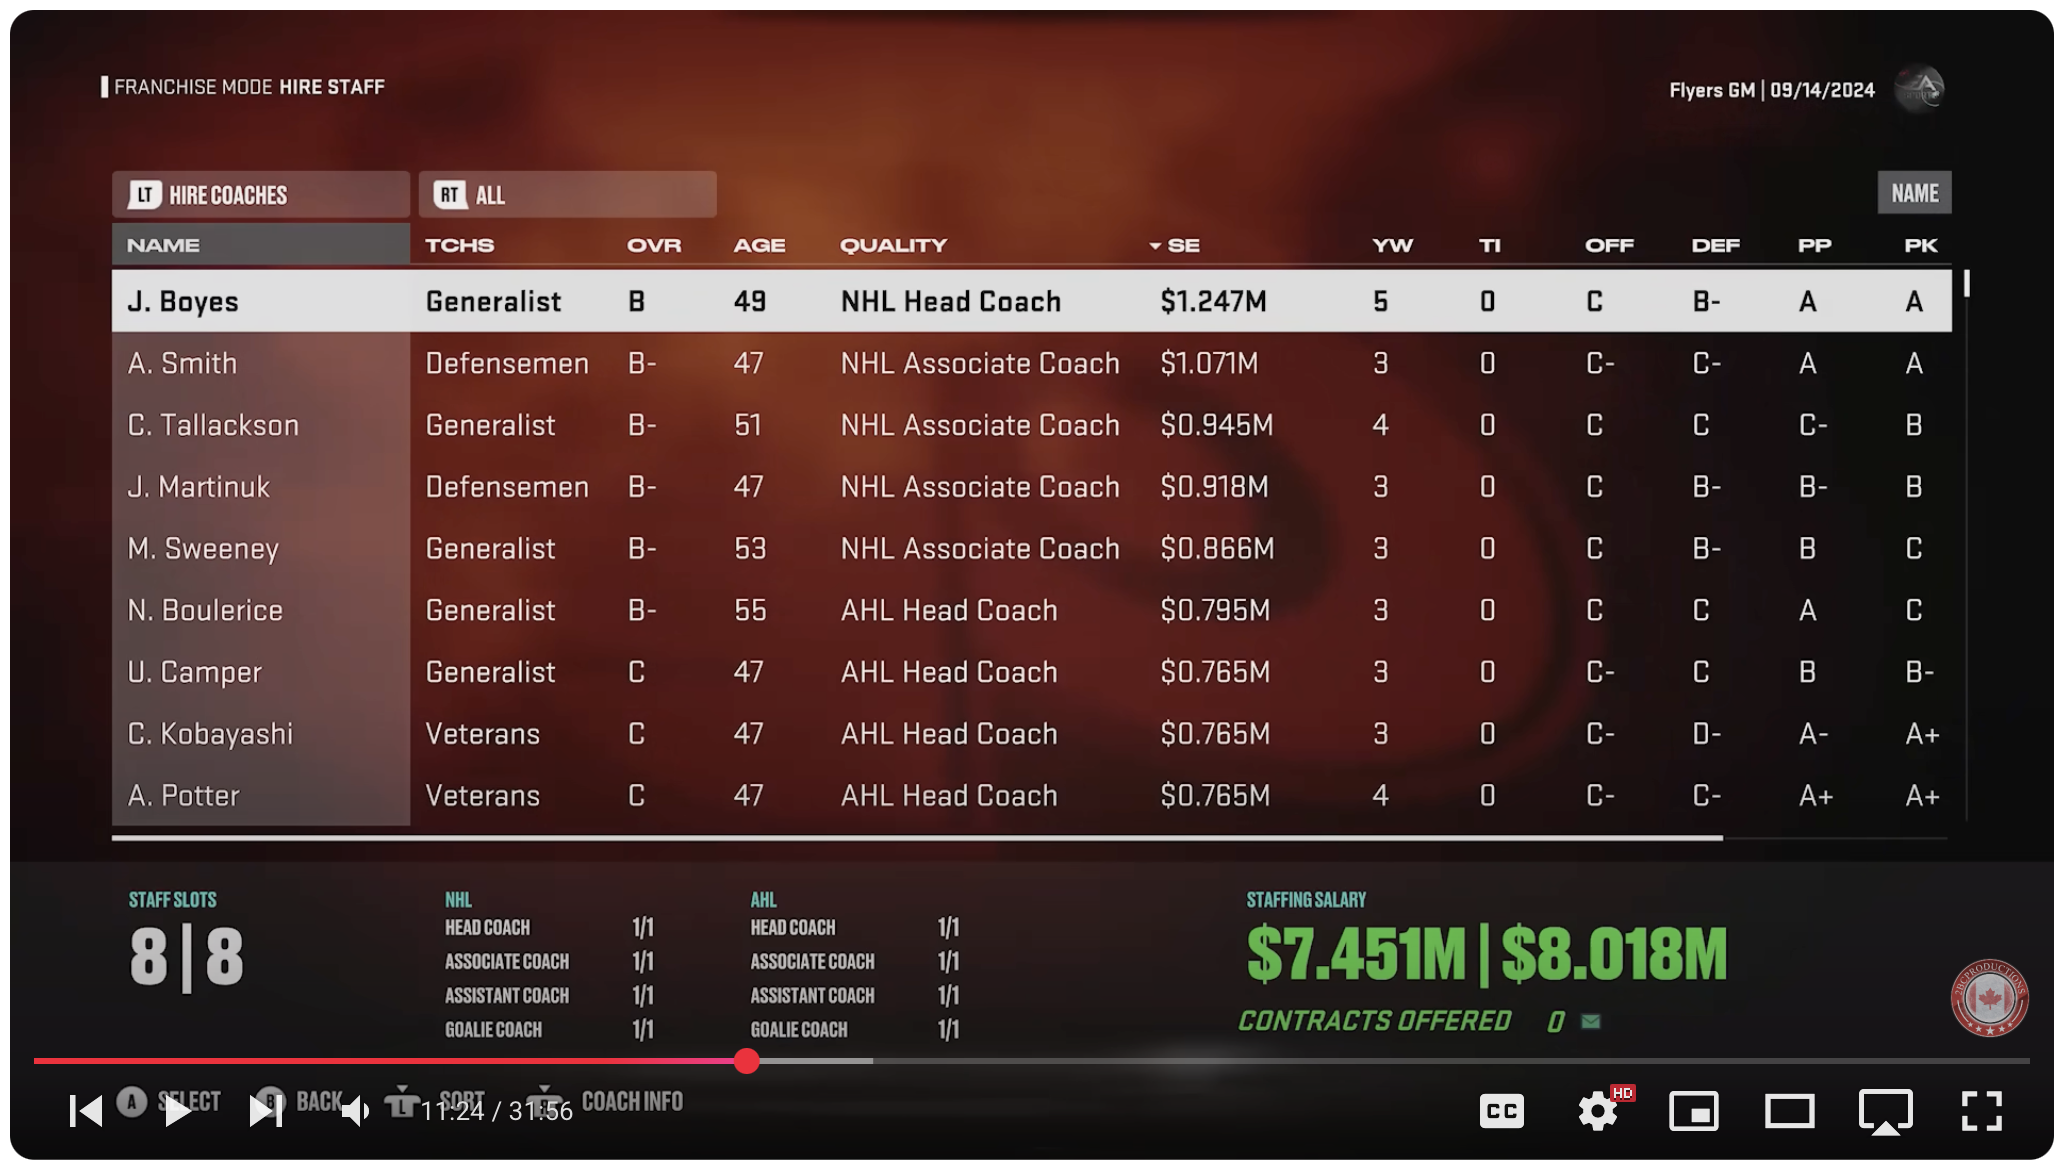 FRANCHISE MODE HIRE STAFF
Flyers GM | 09/14/2024
LT HIRE COACHES RT ALL NAME
NAME TCHS OVR AGE QUALITY SE YW TI OFF DEF PP PK
J. Boyes Generalist B 49 NHL Head Coach $1.247M 5 0 C B- A A
A. Smith Defensemen B- 47 NHL Associate Coach $1.071M 3 0 C- C- A A
C. Tallackson Generalist B- 51 NHL Associate Coach $0.945M 4 0 C C C- B
J. Martinuk Defensemen B- 47 NHL Associate Coach $0.918M 3 0 C B- B- B
M. Sweeney Generalist B- 53 NHL Associate Coach $0.866M 3 0 C B- B C
N. Boulerice Generalist B- 55 AHL Head Coach $0.795M 3 0 C C A C
U. Camper Generalist C 47 AHL Head Coach $0.765M 3 0 C- C B B-
C. Kobayashi Veterans C 47 AHL Head Coach $0.765M 3 0 C- D- A- A+
A. Potter Veterans C 47 AHL Head Coach $0.765M 4 0 C- C- A+ A+
STAFF SLOTS
8|8
NHL
HEAD COACH 1/1
ASSOCIATE COACH 1/1
ASSISTANT COACH 1/1
GOALIE COACH 1/1
AHL
HEAD COACH 1/1
ASSOCIATE COACH 1/1
ASSISTANT COACH 1/1
GOALIE COACH 1/1
STAFFING SALARY
$7.451M | $8.018M
CONTRACTS OFFERED 0
A SELECT B BACK L SORT COACH INFO
11:24 / 31:56
CC HD